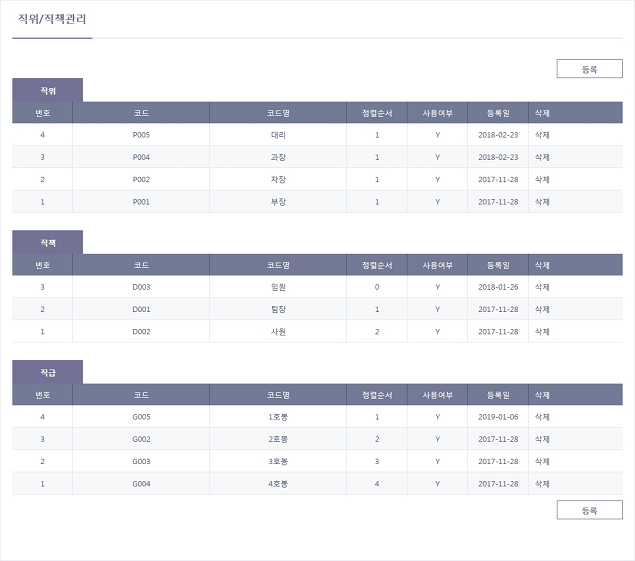 직위/직책관리
등록
직위
번호 코드 코드명 정렬순서 사용여부 등록일 삭제
4 P005 대리 1 Y 2018-02-23 삭제
3 P004 과장 1 Y 2018-02-23 삭제
2 P002 차장 1 Y 2017-11-28 삭제
1 P001 부장 1 Y 2017-11-28 삭제
직책
번호 코드 코드명 정렬순서 사용여부 등록일 삭제
3 D003 임원 0 Y 2018-01-26 삭제
2 D001 팀장 1 Y 2017-11-28 삭제
1 D002 사원 2 Y 2017-11-28 삭제
직급
번호 코드 코드명 정렬순서 사용여부 등록일 삭제
4 G005 1호봉 1 Y 2019-01-06 삭제
3 G002 2호봉 2 Y 2017-11-28 삭제
2 G003 3호봉 3 Y 2017-11-28 삭제
1 G004 4호봉 4 Y 2017-11-28 삭제
등록